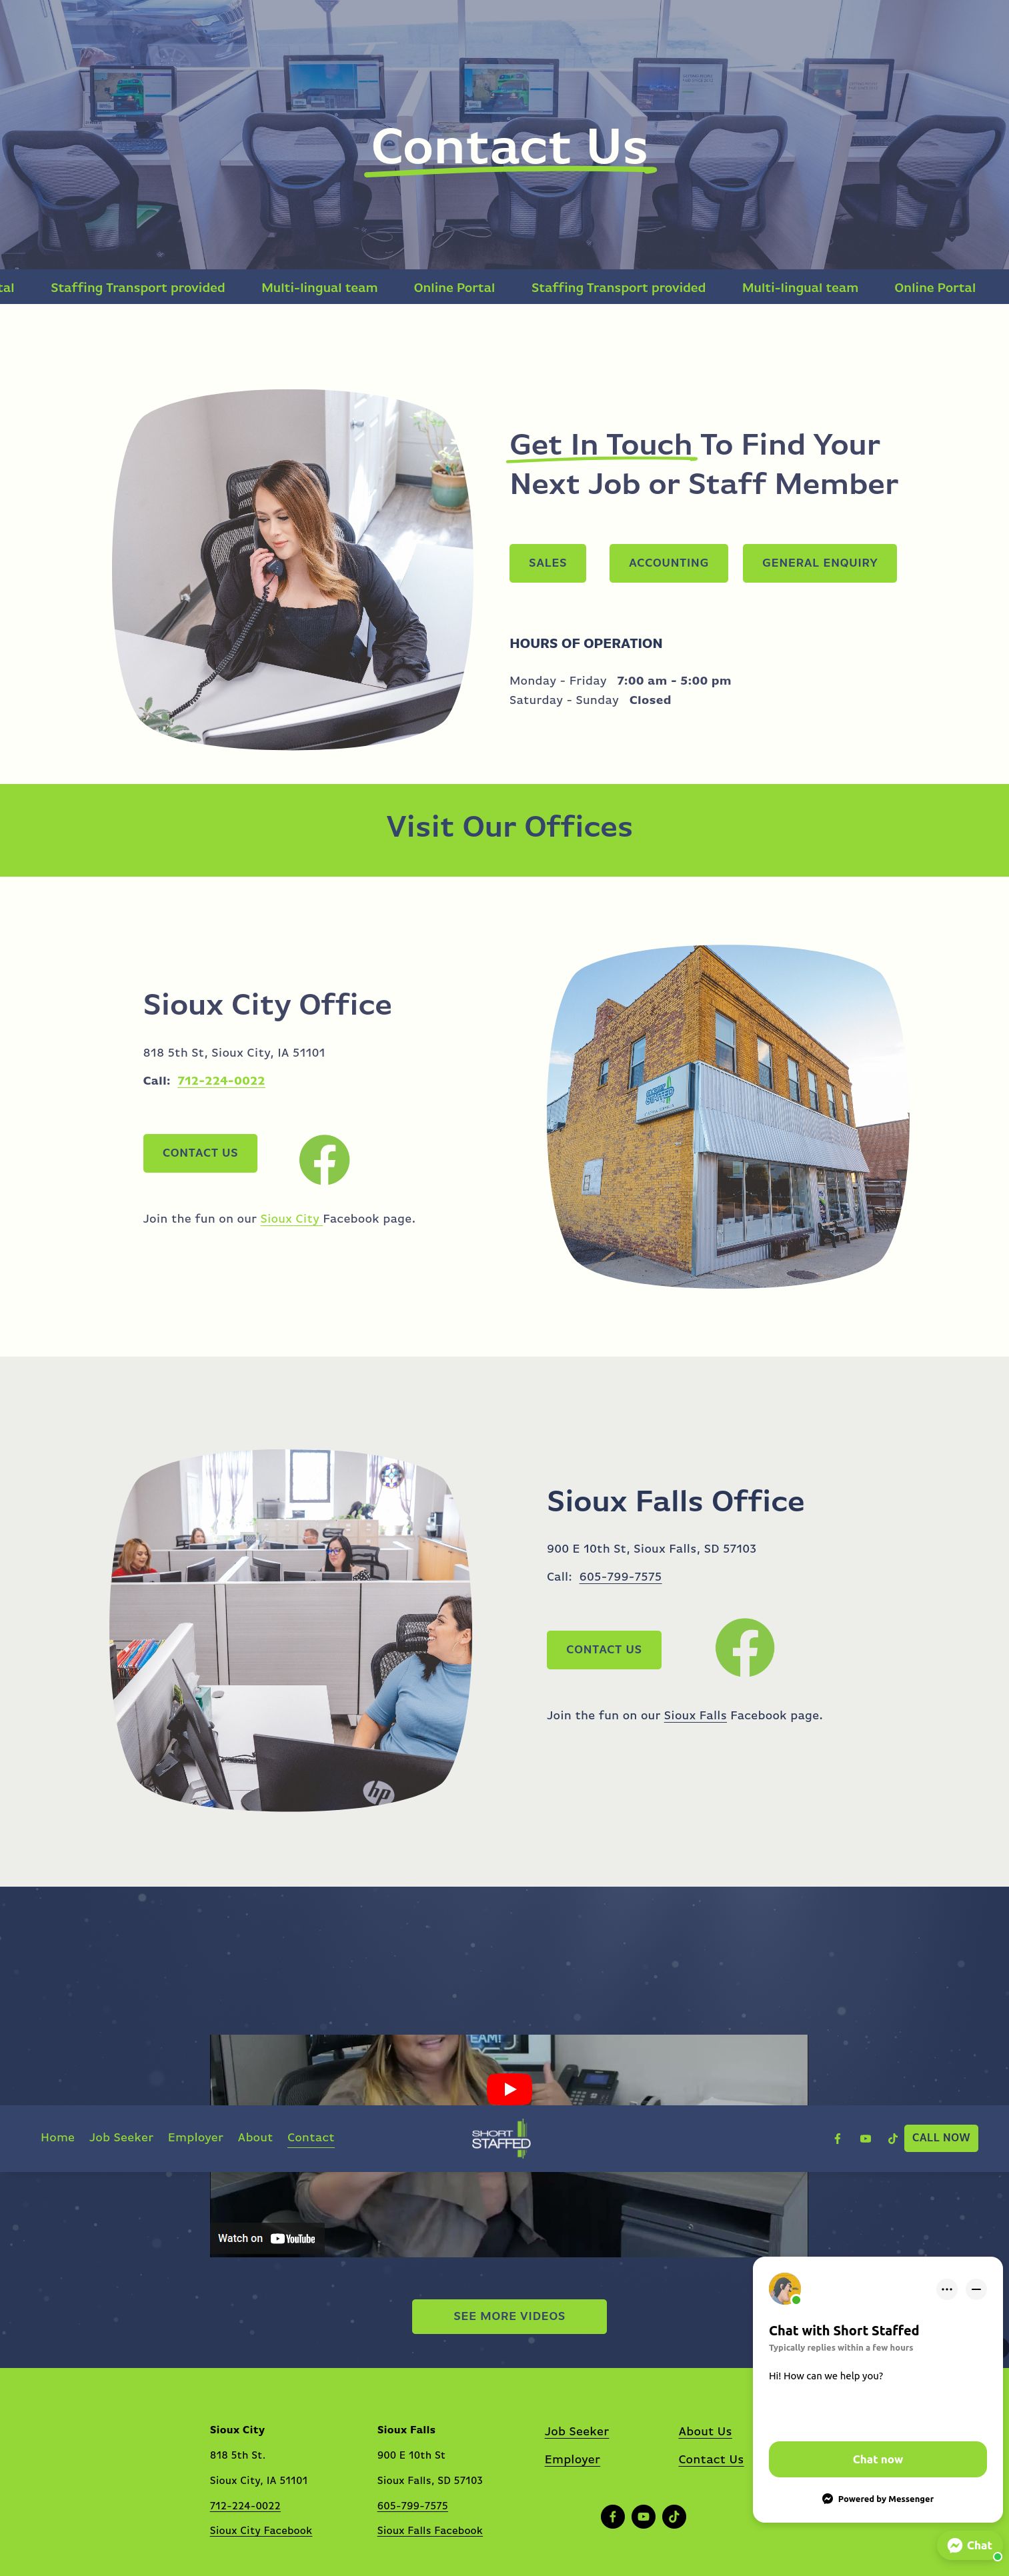 Contact Us
Staffing Transport provided Multi-lingual team Online Portal Staffing Transport provided Multi-lingual team Online Portal
Get In Touch To Find Your
Next Job or Staff Member
SALES ACCOUNTING GENERAL ENQUIRY
HOURS OF OPERATION
Monday - Friday 7:00 am - 5:00 pm
Saturday - Sunday Closed
Visit Our Offices
Sioux City Office
818 5th St, Sioux City, IA 51101
Call: 712-224-0022
CONTACT US
Join the fun on our Sioux City Facebook page.
Sioux Falls Office
900 E 10th St, Sioux Falls, SD 57103
Call: 605-799-7575
CONTACT US
Join the fun on our Sioux Falls Facebook page.
hp
Home Job Seeker Employer About Contact
SHORT
STAFFED
CALL NOW
Watch on YouTube
SEE MORE VIDEOS
Chat with Short Staffed
Typically replies within a few hours
Hi! How can we help you?
Chat now
Powered by Messenger
Chat
Sioux City
818 5th St.
Sioux City, IA 51101
712-224-0022
Sioux City Facebook
Sioux Falls
900 E 10th St
Sioux Falls, SD 57103
605-799-7575
Sioux Falls Facebook
Job Seeker
Employer
About Us
Contact Us